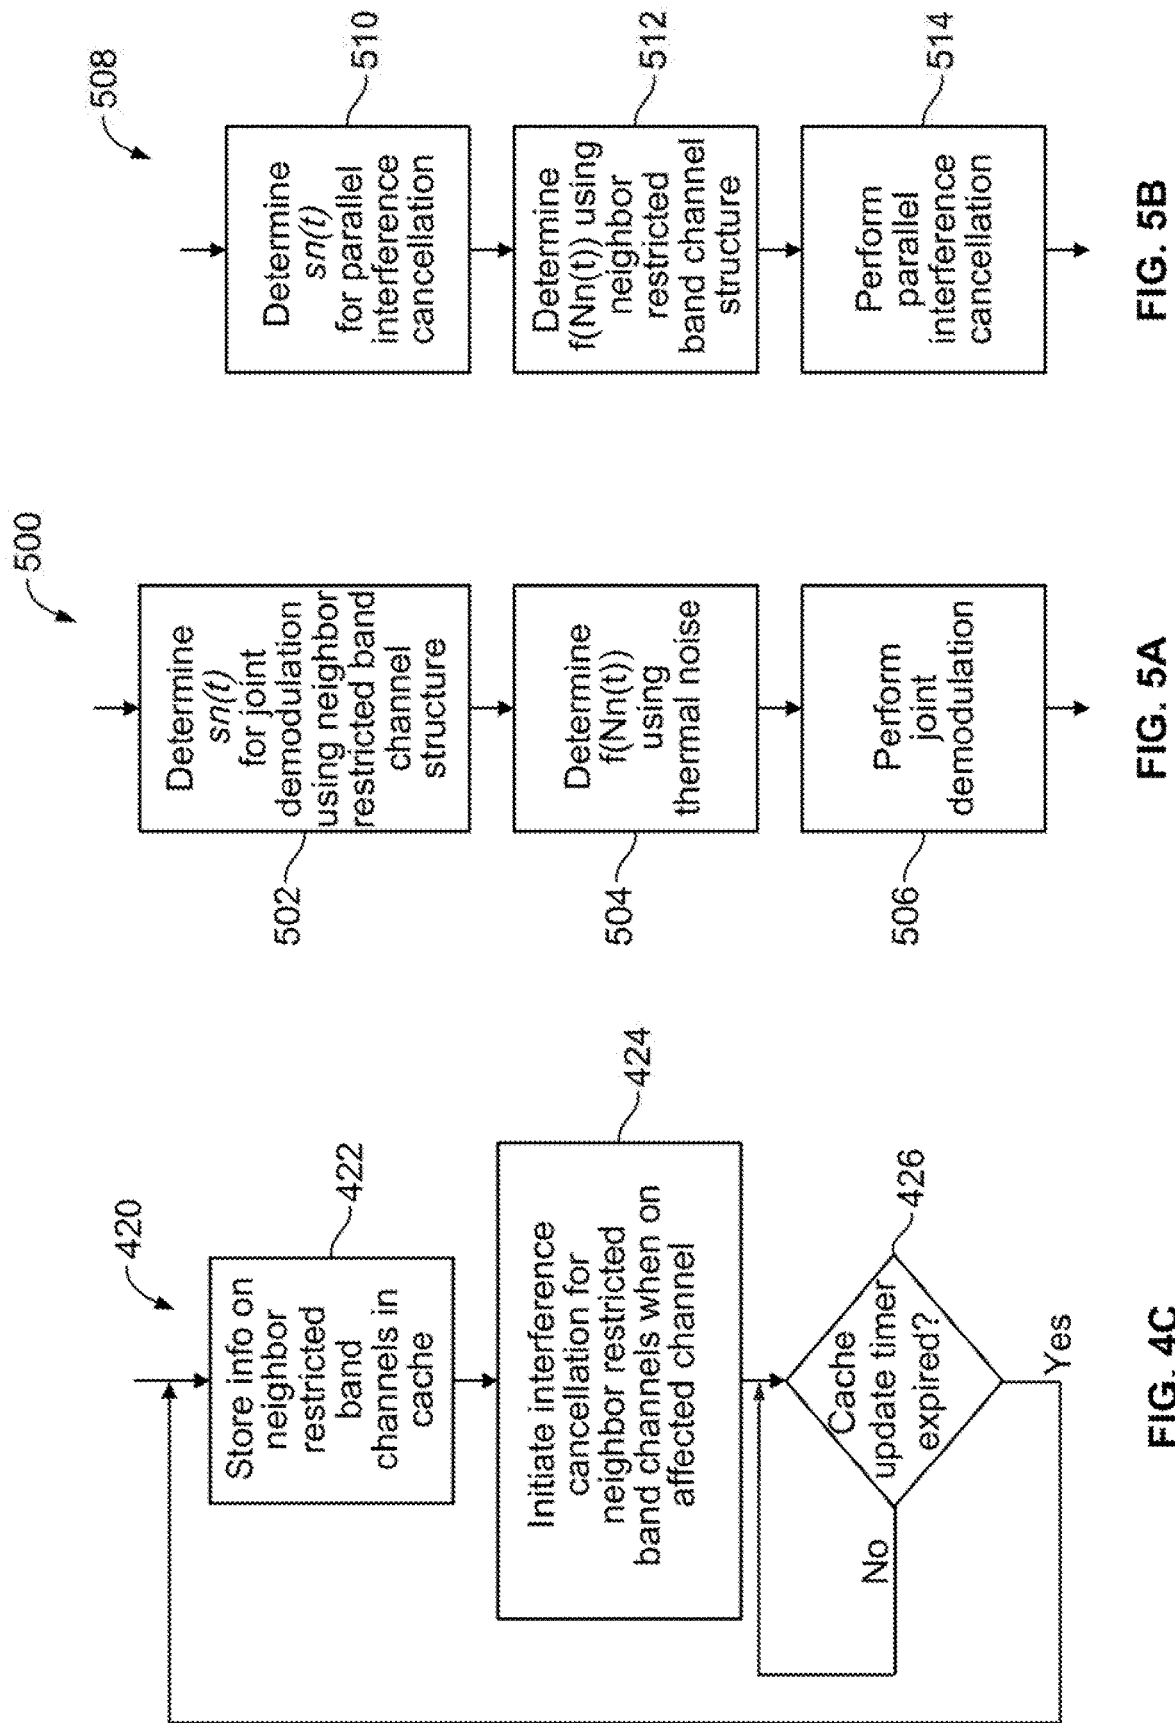 420
Store info on
neighbor
restricted
band
channels in
cache
422
Initiate interference
cancellation for
neighbor restricted
band channels when on
affected channel
424
Cache
update timer
expired?
426
No
Yes
FIG. 4C
500
Determine
sn(t)
for joint
demodulation
using neighbor
restricted band
channel
structure
502
Determine
f(Nn(t))
using
thermal noise
504
Perform
joint
demodulation
506
FIG. 5A
508
Determine
sn(t)
for parallel
interference
cancellation
510
Determine
f(Nn(t)) using
neighbor
restricted
band channel
structure
512
Perform
parallel
interference
cancellation
514
FIG. 5B